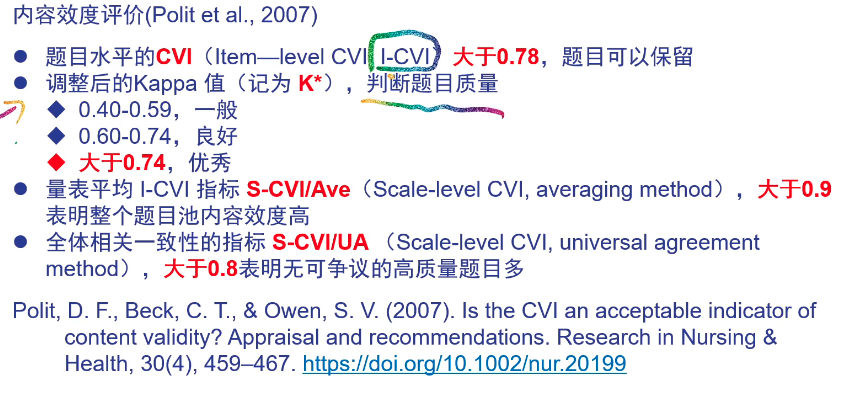 内容效度评价(Polit et al., 2007)
● 题目水平的CVI（Item—level CVI I-CVI 大于0.78，题目可以保留
● 调整后的Kappa 值（记为 K*），判断题目质量
◆ 0.40-0.59，一般
◆ 0.60-0.74，良好
◆ 大于0.74，优秀
● 量表平均 I-CVI 指标 S-CVI/Ave（Scale-level CVI, averaging method），大于0.9
表明整个题目池内容效度高
● 全体相关一致性的指标 S-CVI/UA （Scale-level CVI, universal agreement
method），大于0.8表明无可争议的高质量题目多
Polit, D. F., Beck, C. T., & Owen, S. V. (2007). Is the CVI an acceptable indicator of
content validity? Appraisal and recommendations. Research in Nursing &
Health, 30(4), 459–467. https://doi.org/10.1002/nur.20199